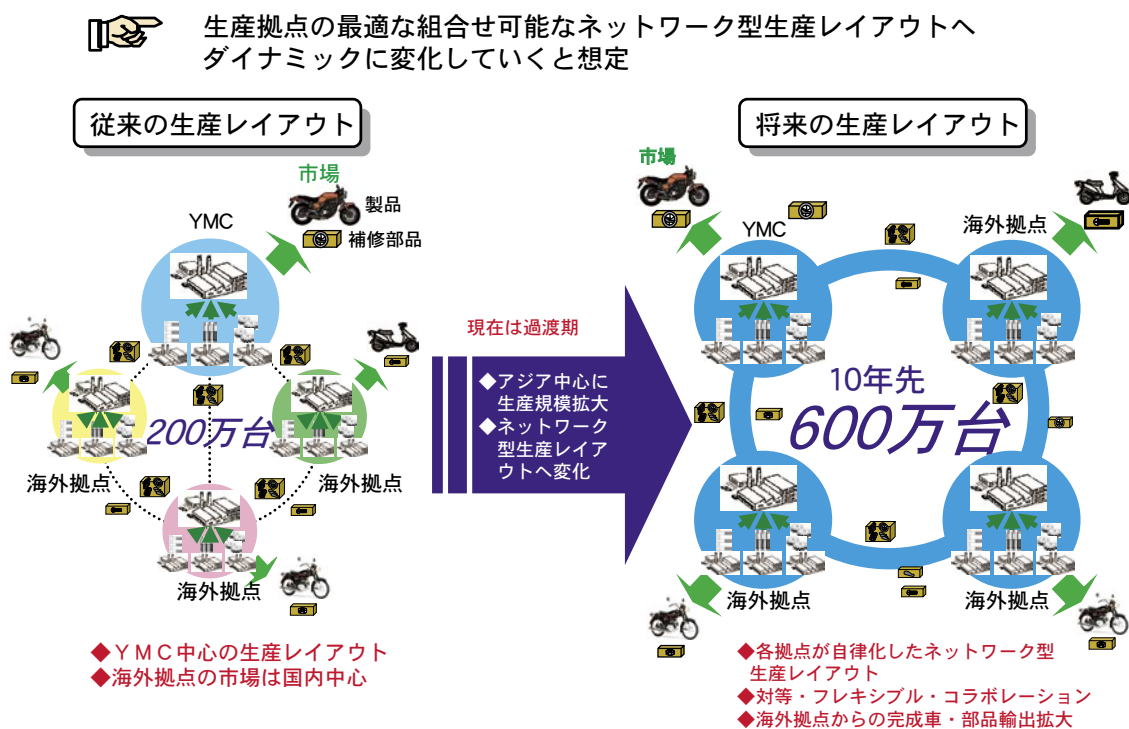 生産拠点の最適な組合せ可能なネットワーク型生産レイアウトへ
ダイナミックに変化していくと想定
従来の生産レイアウト
市場
製品
補修部品
YMC
200万台
海外拠点
海外拠点
海外拠点
◆ＹＭＣ中心の生産レイアウト
◆海外拠点の市場は国内中心
現在は過渡期
◆アジア中心に
生産規模拡大
◆ネットワーク
型生産レイア
ウトへ変化
将来の生産レイアウト
市場
YMC
海外拠点
10年先
600万台
海外拠点
海外拠点
◆各拠点が自律化したネットワーク型
生産レイアウト
◆対等・フレキシブル・コラボレーション
◆海外拠点からの完成車・部品輸出拡大